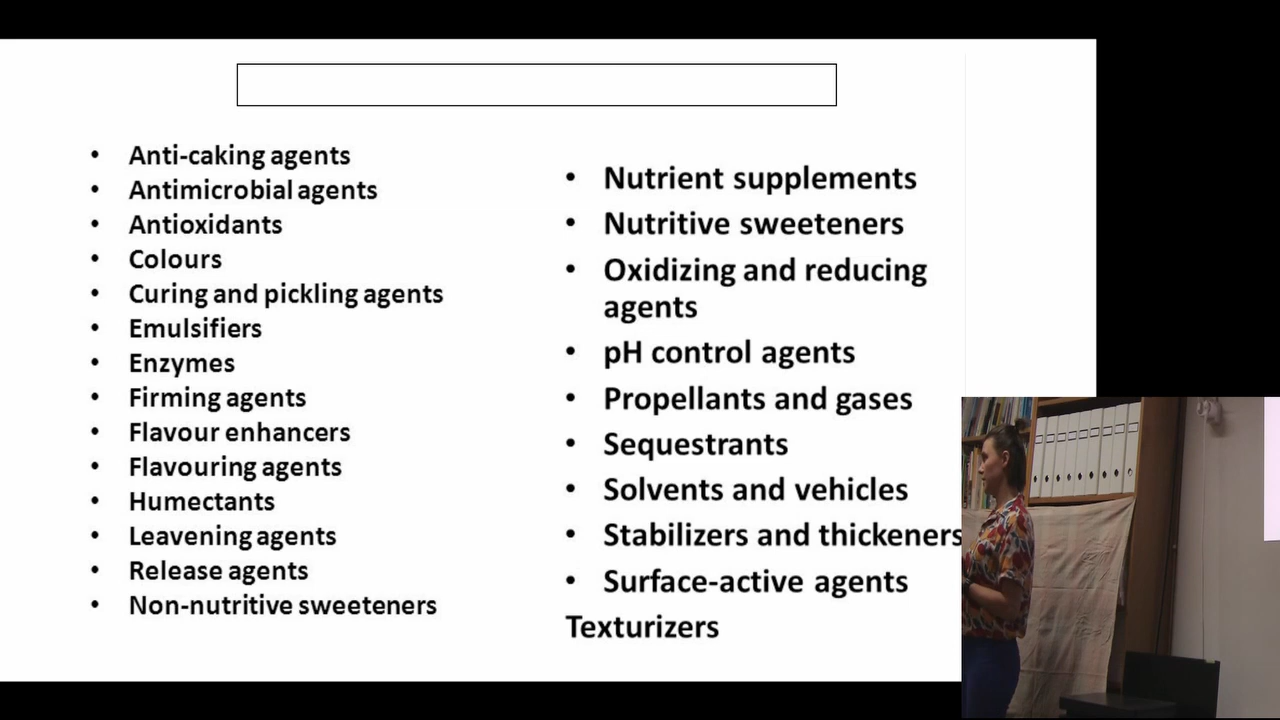 • Anti-caking agents
• Antimicrobial agents
• Antioxidants
• Colours
• Curing and pickling agents
• Emulsifiers
• Enzymes
• Firming agents
• Flavour enhancers
• Flavouring agents
• Humectants
• Leavening agents
• Release agents
• Non-nutritive sweeteners
• Nutrient supplements
• Nutritive sweeteners
• Oxidizing and reducing
agents
• pH control agents
• Propellants and gases
• Sequestrants
• Solvents and vehicles
• Stabilizers and thickeners
• Surface-active agents
Texturizers